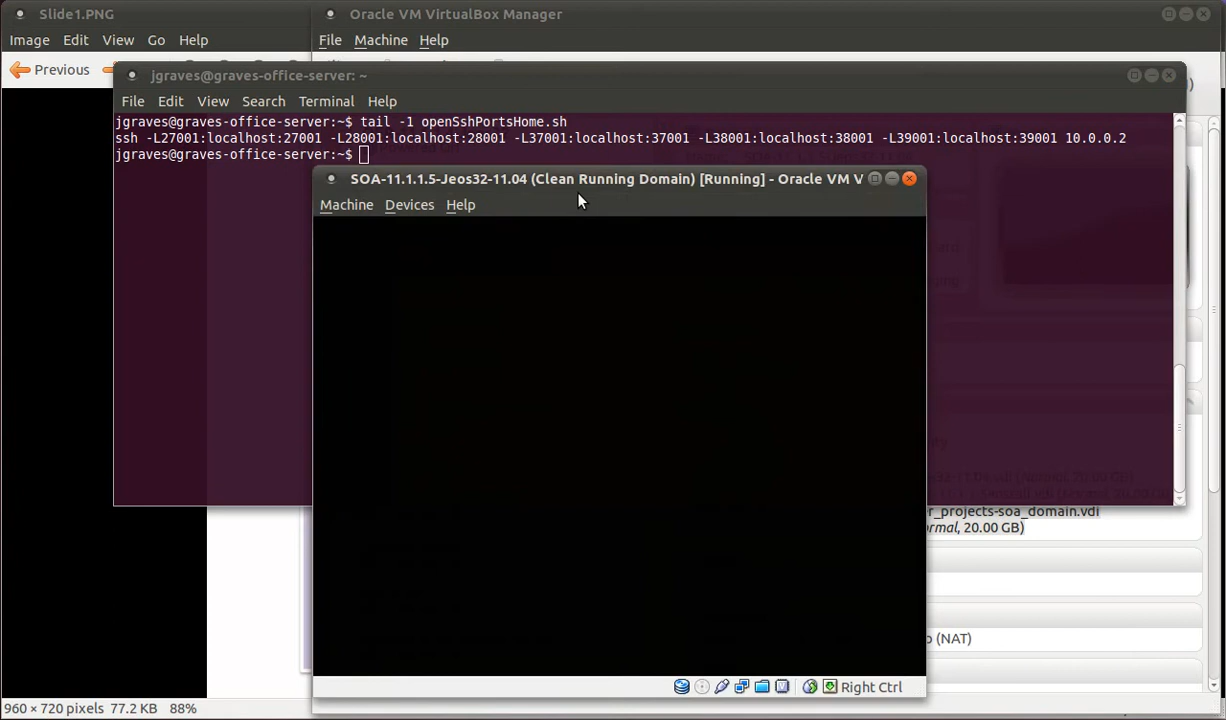 Slide1.PNG
Image Edit View Go Help
Previous
Oracle VM VirtualBox Manager
File Machine Help
jgraves@graves-office-server: ~
File Edit View Search Terminal Help
jgraves@graves-office-server:~$ tail -1 openSshPortsHome.sh
ssh -L27001:localhost:27001 -L28001:localhost:28001 -L37001:localhost:37001 -L38001:localhost:38001 -L39001:localhost:39001 10.0.0.2
jgraves@graves-office-server:~$
SOA-11.1.1.5-Jeos32-11.04 (Clean Running Domain) [Running] - Oracle VM V
Machine Devices Help
er_projects-soa_domain.vdi
ormal, 20.00 GB)
(NAT)
Right Ctrl
960 × 720 pixels 77.2 KB 88%